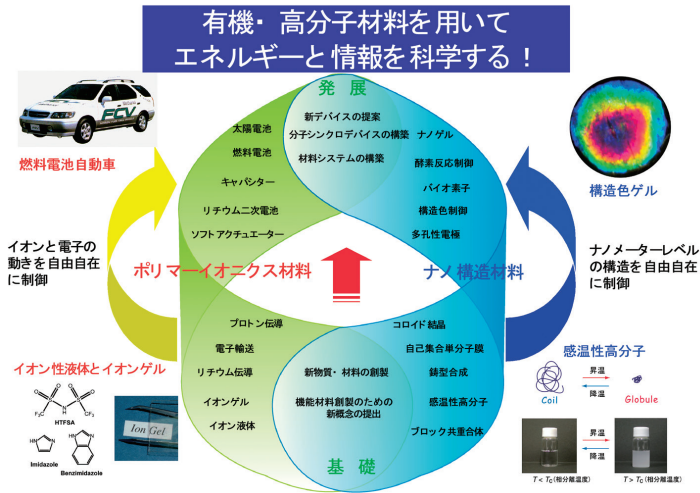 有機・高分子材料を用いて
エネルギーと情報を科学する！
発 展
新デバイスの提案
分子シンクロデバイスの構築
材料システムの構築
太陽電池
燃料電池
キャパシター
リチウム二次電池
ソフトアクチュエーター
ナノゲル
酵素反応制御
バイオ素子
構造色制御
多孔性電極
FCV
燃料電池自動車
構造色ゲル
イオンと電子の
動きを自由自在
に制御
ポリマーイオニクス材料
ナノ構造材料
ナノメーターレベル
の構造を自由自在
に制御
プロトン伝導
電子輸送
リチウム伝導
イオンゲル
イオン液体
新物質・材料の創製
機能材料創製のための
新概念の提出
コロイド結晶
自己集合単分子膜
鋳型合成
感温性高分子
ブロック共重合体
基 礎
イオン性液体とイオンゲル
O O O O
S S
F₃C N CF₃
H
HTFSA
N N
H
Imidazole
N
N
H
Benzimidazole
Ion Gel
感温性高分子
昇温
降温
Coil
Globule
昇温
降温
T < TC (相分離温度)
T > TC (相分離温度)